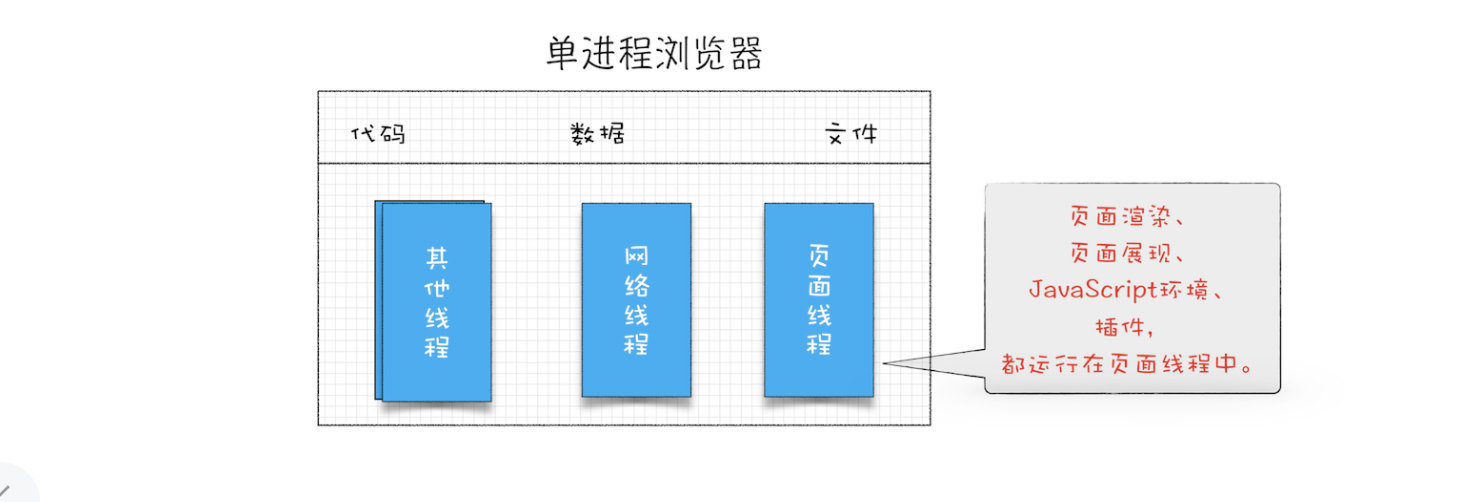 单进程浏览器
代码
数据
文件
其他线程
网络线程
页面线程
页面渲染、
页面展现、
JavaScript环境、
插件,
都运行在页面线程中。